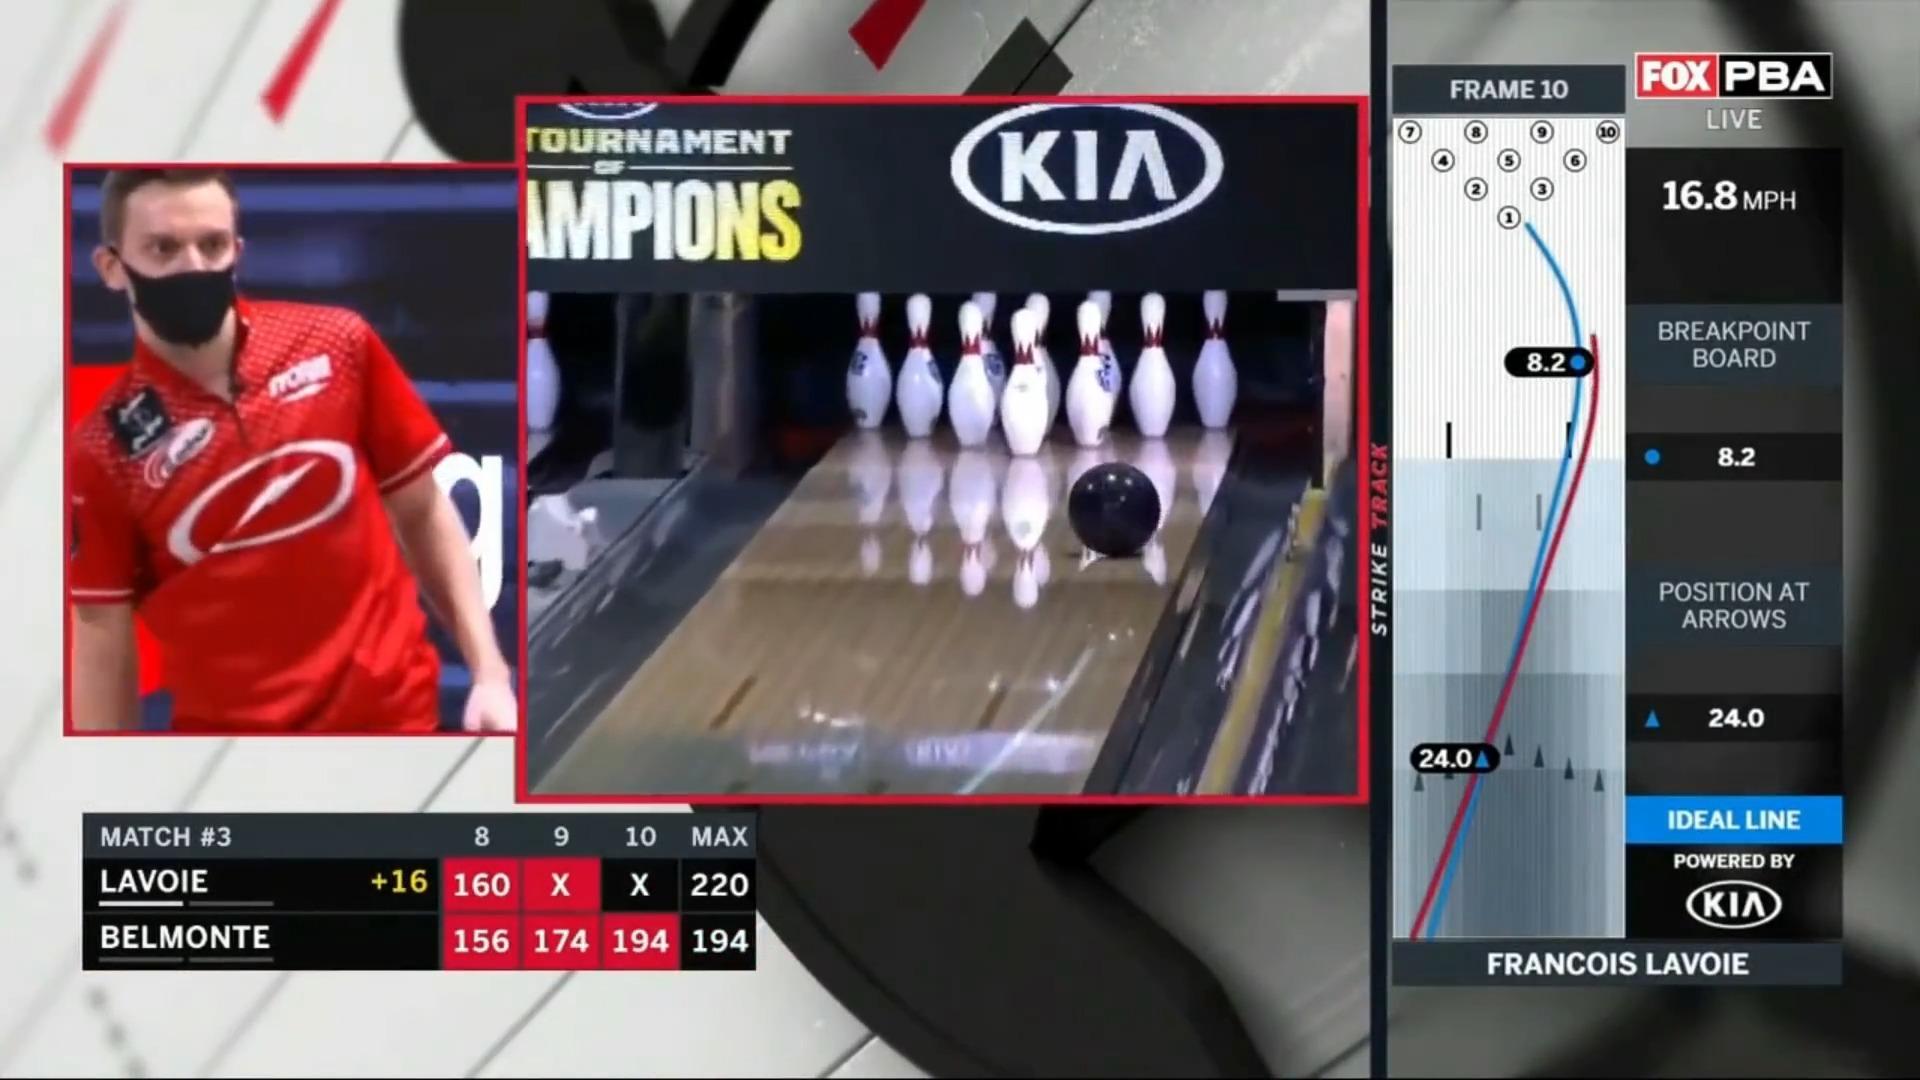 TOURNAMENT
OF
AMPIONS
KIA
STORM
g
FRAME 10
7 8 9 10
4 5 6
2 3
1
8.2
24.0
STRIKE TRACK
FOX PBA
LIVE
16.8 MPH
BREAKPOINT
BOARD
8.2
POSITION AT
ARROWS
24.0
IDEAL LINE
POWERED BY
KIA
FRANCOIS LAVOIE
MATCH #3 8 9 10 MAX
LAVOIE +16 160 X X 220
BELMONTE 156 174 194 194